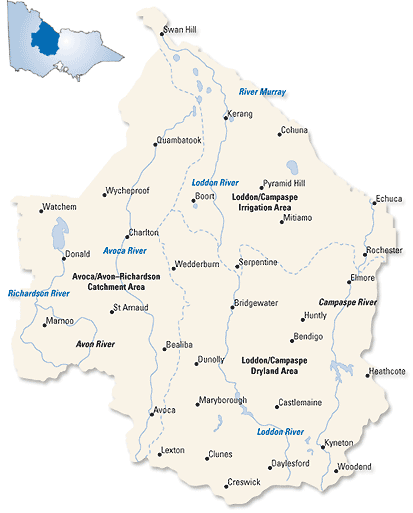 Swan Hill
River Murray
Kerang
Cohuna
Quambatook
Loddon River
Pyramid Hill
Wycheproof
Boort
Loddon/Campaspe
Irrigation Area
Echuca
Watchem
Mitiamo
Charlton
Avoca River
Donald
Rochester
Wedderburn
Serpentine
Avoca/Avon-Richardson
Catchment Area
Elmore
Richardson River
Campaspe River
Bridgewater
St Arnaud
Marnoo
Huntly
Avon River
Bealiba
Bendigo
Dunolly
Loddon/Campaspe
Dryland Area
Heathcote
Maryborough
Castlemaine
Avoca
Loddon River
Kyneton
Lexton
Clunes
Daylesford
Woodend
Creswick